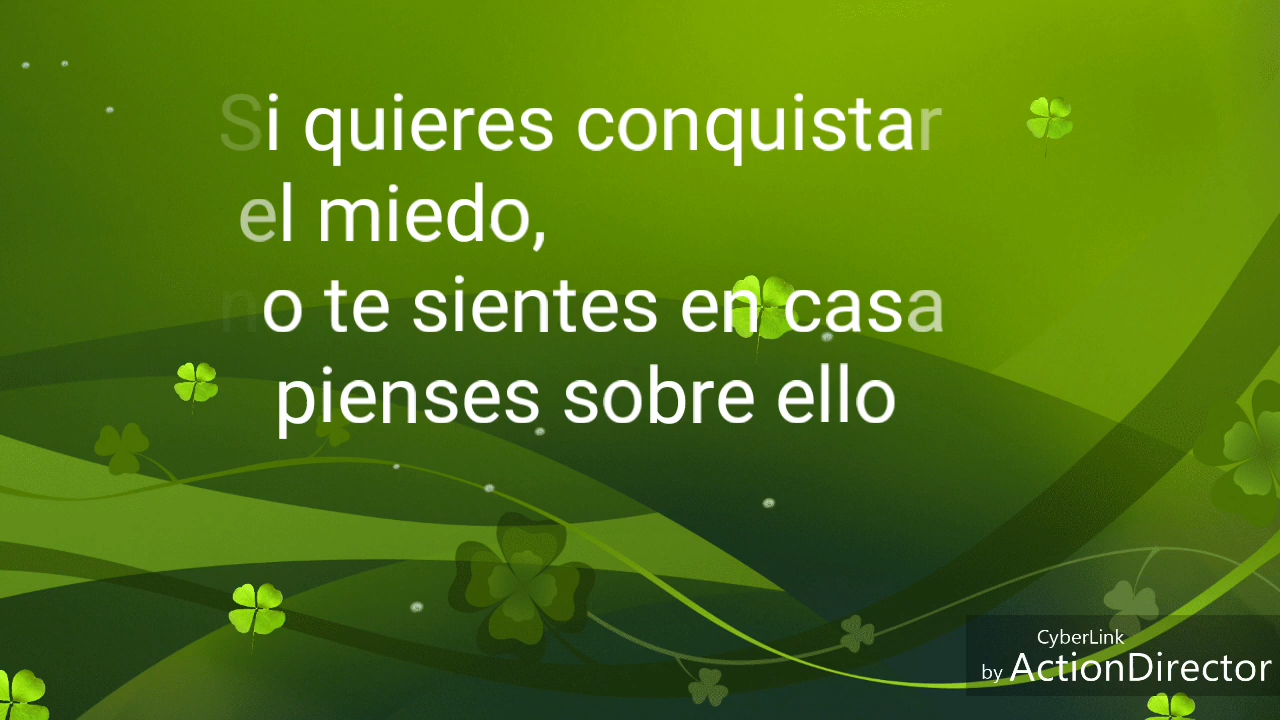 Si quieres conquistar
el miedo,
no te sientes en casa
pienses sobre ello
CyberLink
by ActionDirector